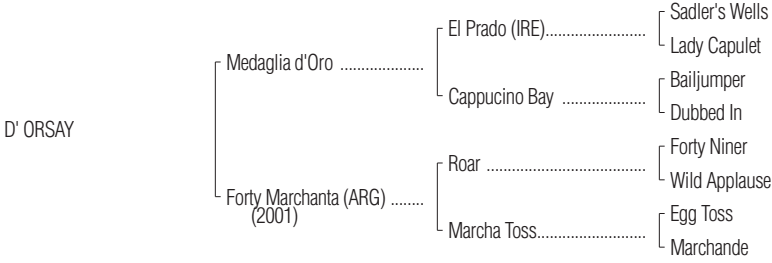 Sadler's Wells
El Prado (IRE)........................
Lady Capulet
Medaglia d'Oro ....................
Bailjumper
Cappucino Bay ....................
Dubbed In
D' ORSAY
Forty Niner
Roar ......................................
Wild Applause
Forty Marchanta (ARG) ........
(2001)
Egg Toss
Marcha Toss..........................
Marchande